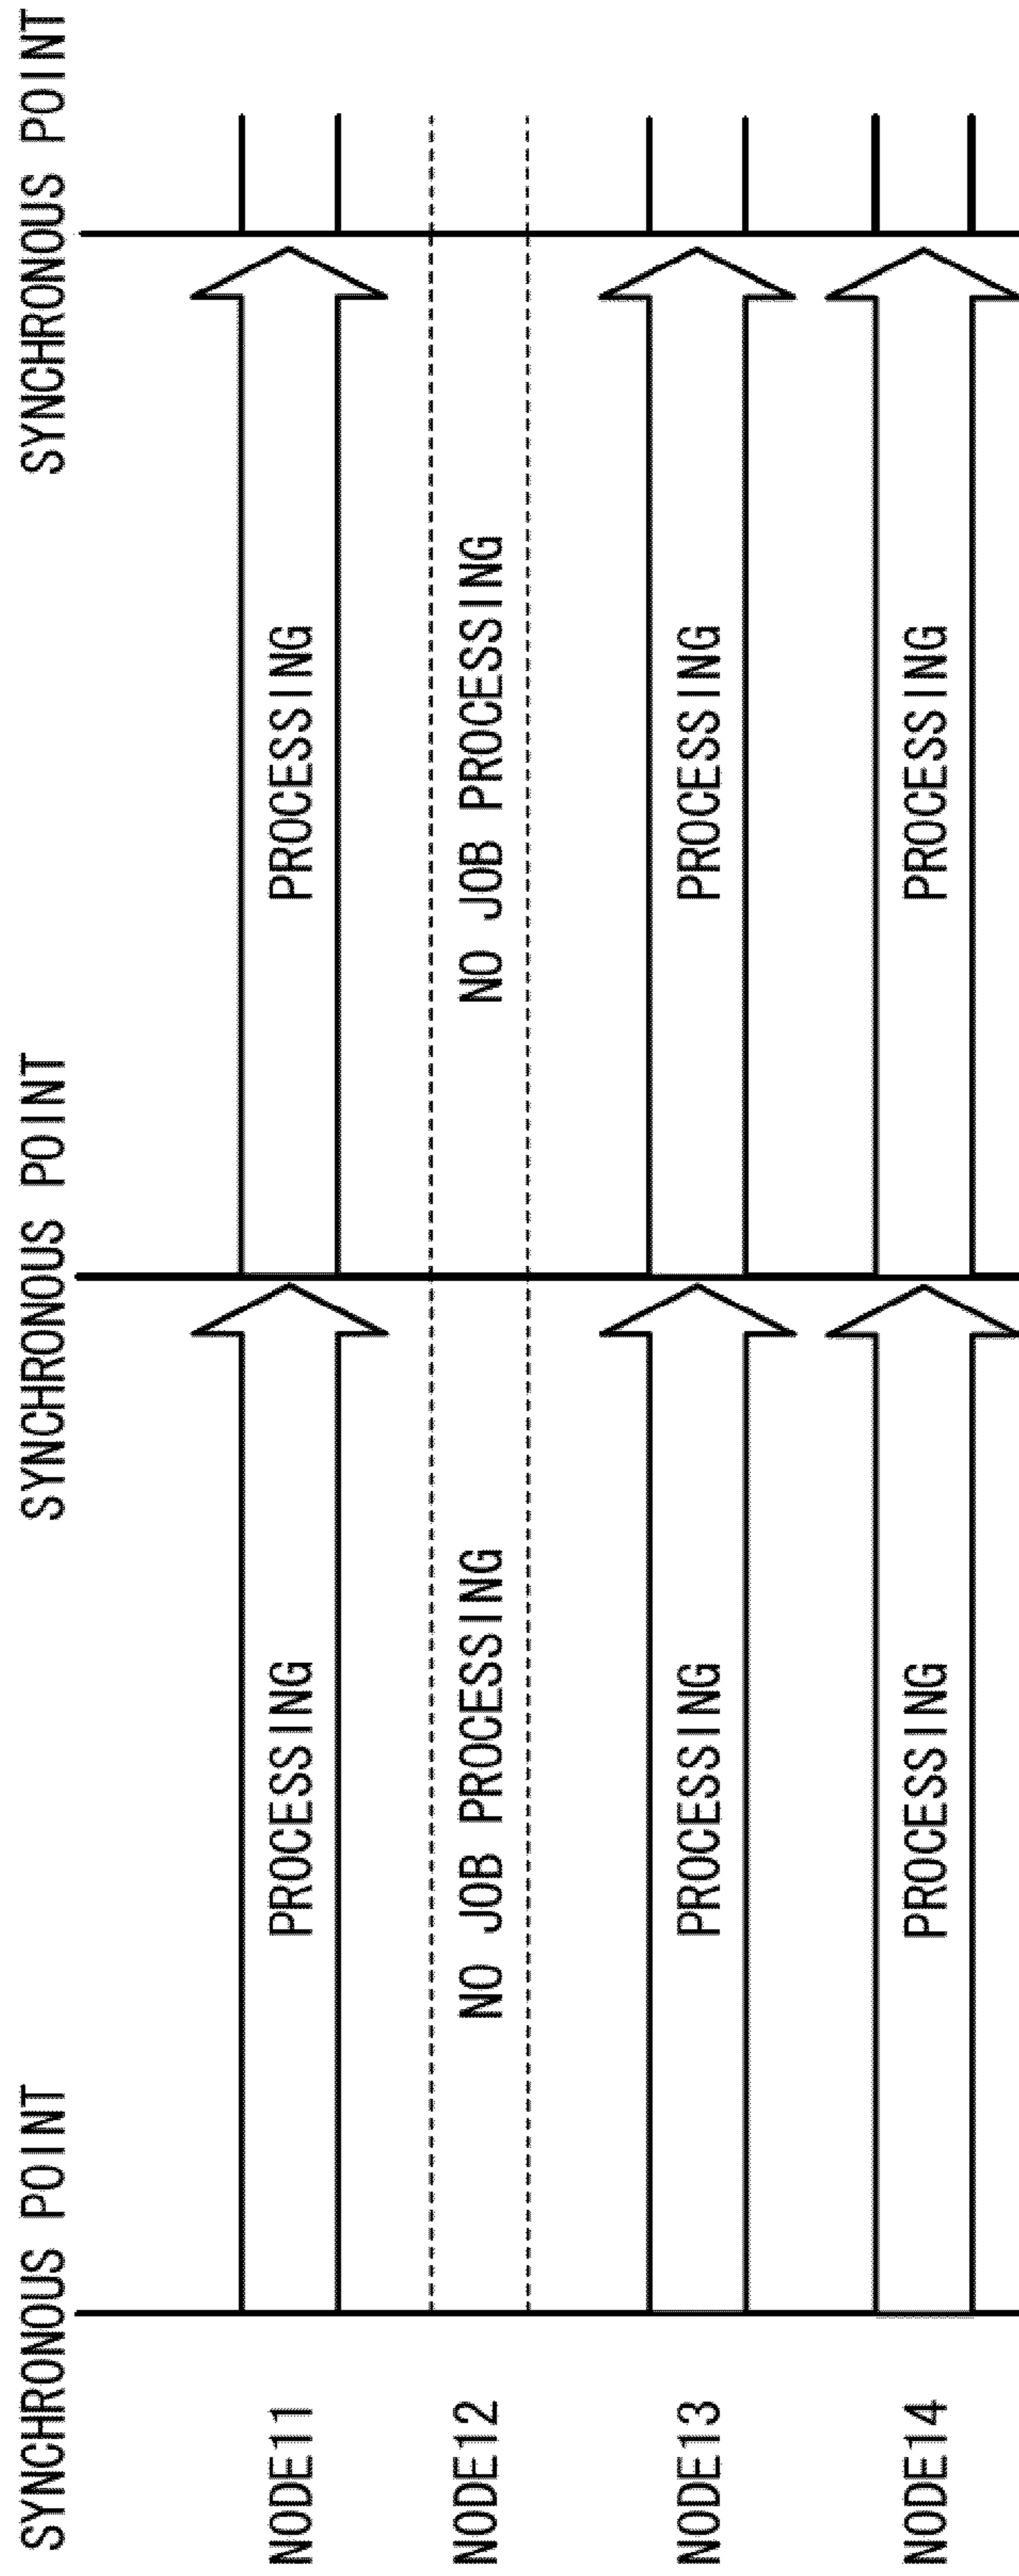 SYNCHRONOUS POINT SYNCHRONOUS POINT SYNCHRONOUS POINT
NODE11 PROCESSING PROCESSING
NODE12 NO JOB PROCESSING NO JOB PROCESSING
NODE13 PROCESSING PROCESSING
NODE14 PROCESSING PROCESSING